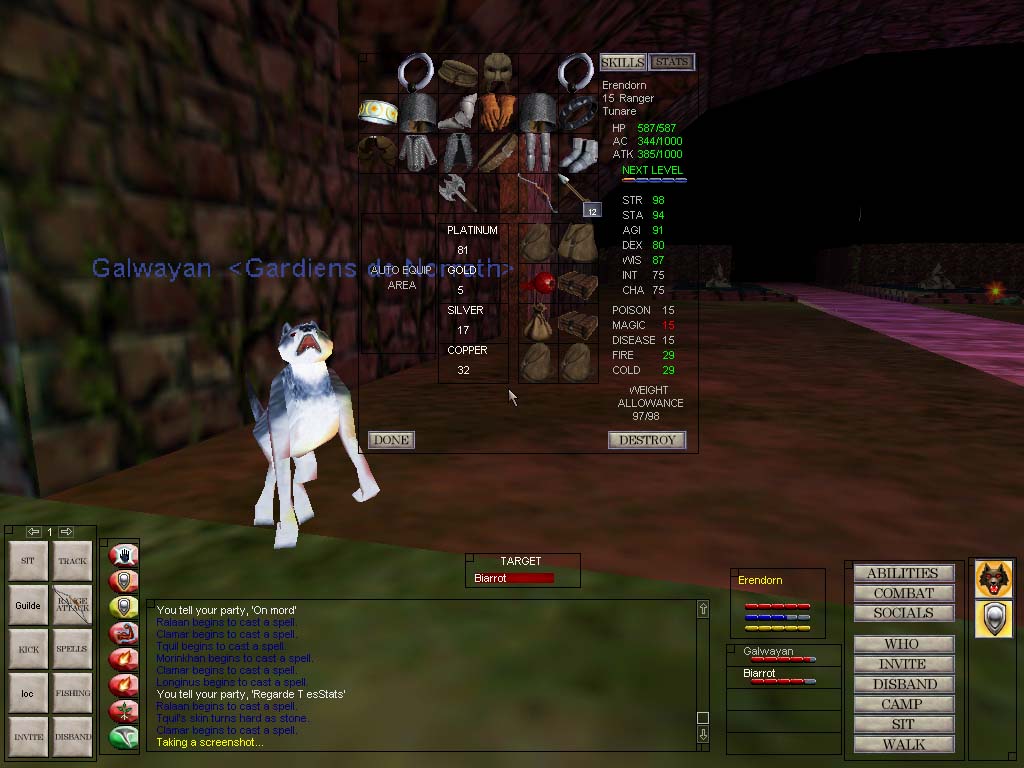 SKILLS STATS
Erendorn
15 Ranger
Tunare
HP 587/587
AC 344/1000
ATK 385/1000
NEXT LEVEL
12
STR 98
STA 94
AGI 91
DEX 80
WIS 87
INT 75
CHA 75
POISON 15
MAGIC 15
DISEASE 15
FIRE 29
COLD 29
WEIGHT
ALLOWANCE
97/98
PLATINUM
81
GOLD
5
SILVER
17
COPPER
32
AUTO EQUIP
AREA
Galwayan <Gardiens de
DONE
DESTROY
1
SIT TRACK
Guilde RANGE ATTACK
KICK SPELLS
loc FISHING
INVITE DISBAND
TARGET
Biarrot
You tell your party, 'On mord'
Ralaan begins to cast a spell.
Clamar begins to cast a spell.
Tquil begins to cast a spell.
Morinkhan begins to cast a spell.
Clamar begins to cast a spell.
Longinus begins to cast a spell.
You tell your party, 'Regarde T esStats'
Ralaan begins to cast a spell.
Tquil's skin turns hard as stone.
Clamar begins to cast a spell.
Taking a screenshot...
Erendorn
Galwayan
Biarrot
ABILITIES
COMBAT
SOCIALS
WHO
INVITE
DISBAND
CAMP
SIT
WALK